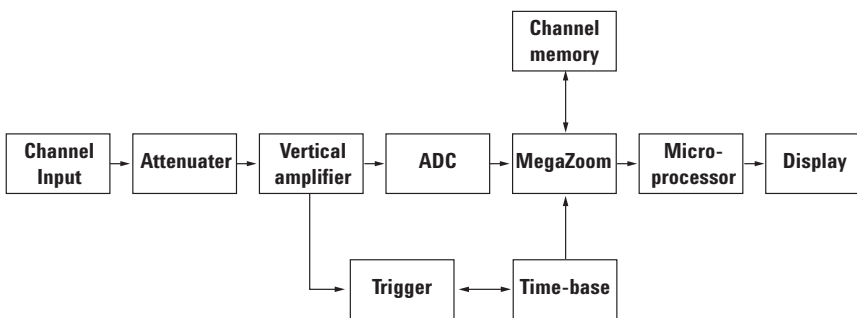 Channel
memory
Channel
Input
Attenuater
Vertical
amplifier
ADC
MegaZoom
Micro-
processor
Display
Trigger
Time-base